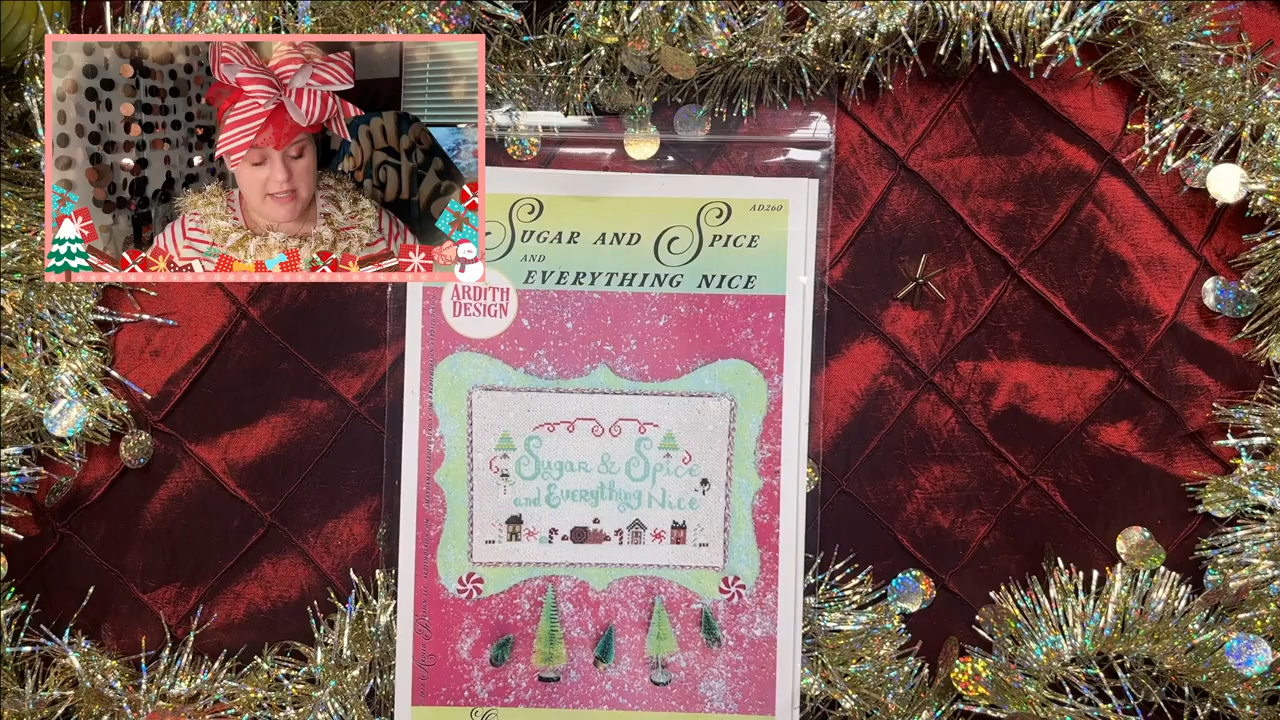 AD260
SUGAR AND SPICE
AND
EVERYTHING NICE
ARDITH
DESIGN
Sugar & Spice
and Everything Nice